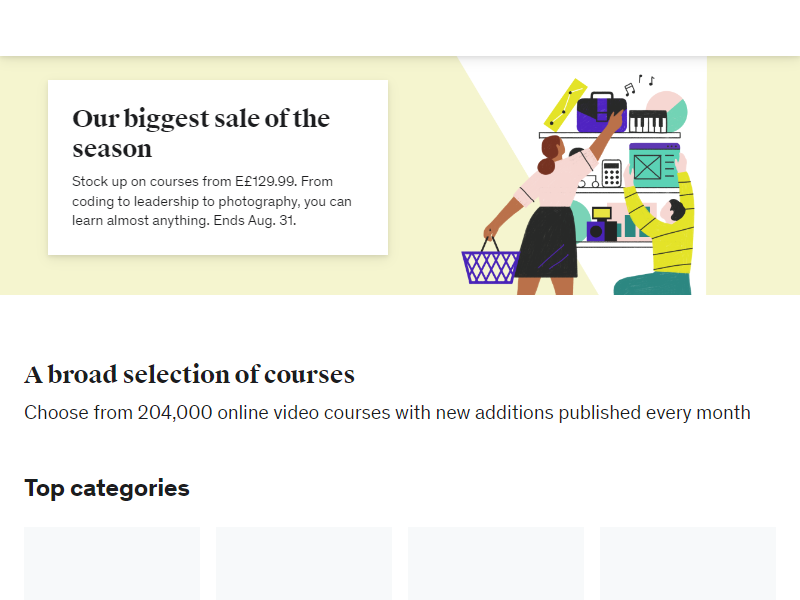 Our biggest sale of the
season
Stock up on courses from E£129.99. From
coding to leadership to photography, you can
learn almost anything. Ends Aug. 31.
A broad selection of courses
Choose from 204,000 online video courses with new additions published every month
Top categories